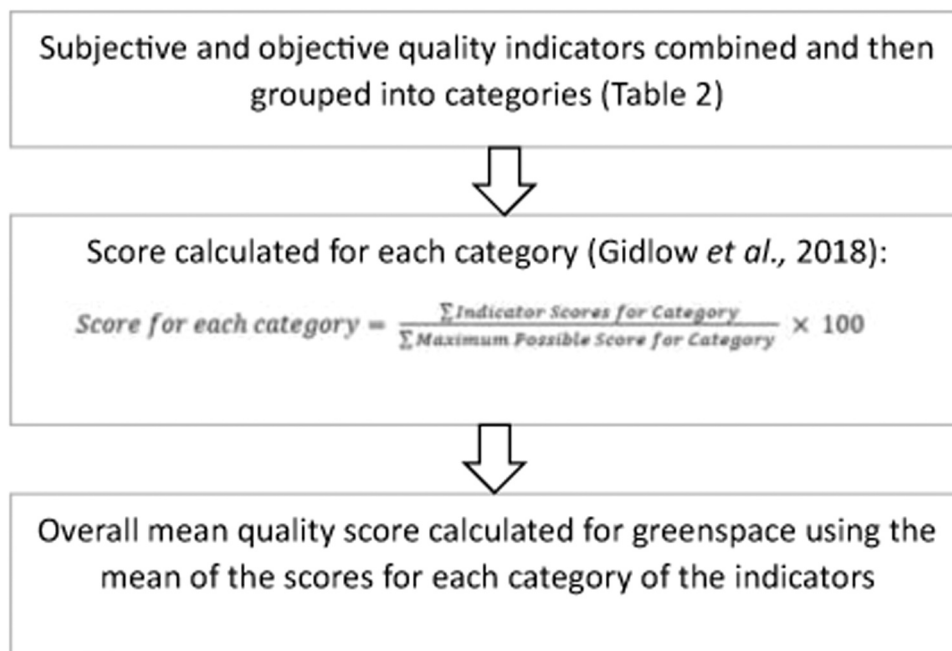 Subjective and objective quality indicators combined and then
grouped into categories (Table 2)
Score calculated for each category (Gidlow et al., 2018):
Score for each category = ∑Indicator Scores for Category / ∑Maximum Possible Score for Category × 100
Overall mean quality score calculated for greenspace using the
mean of the scores for each category of the indicators